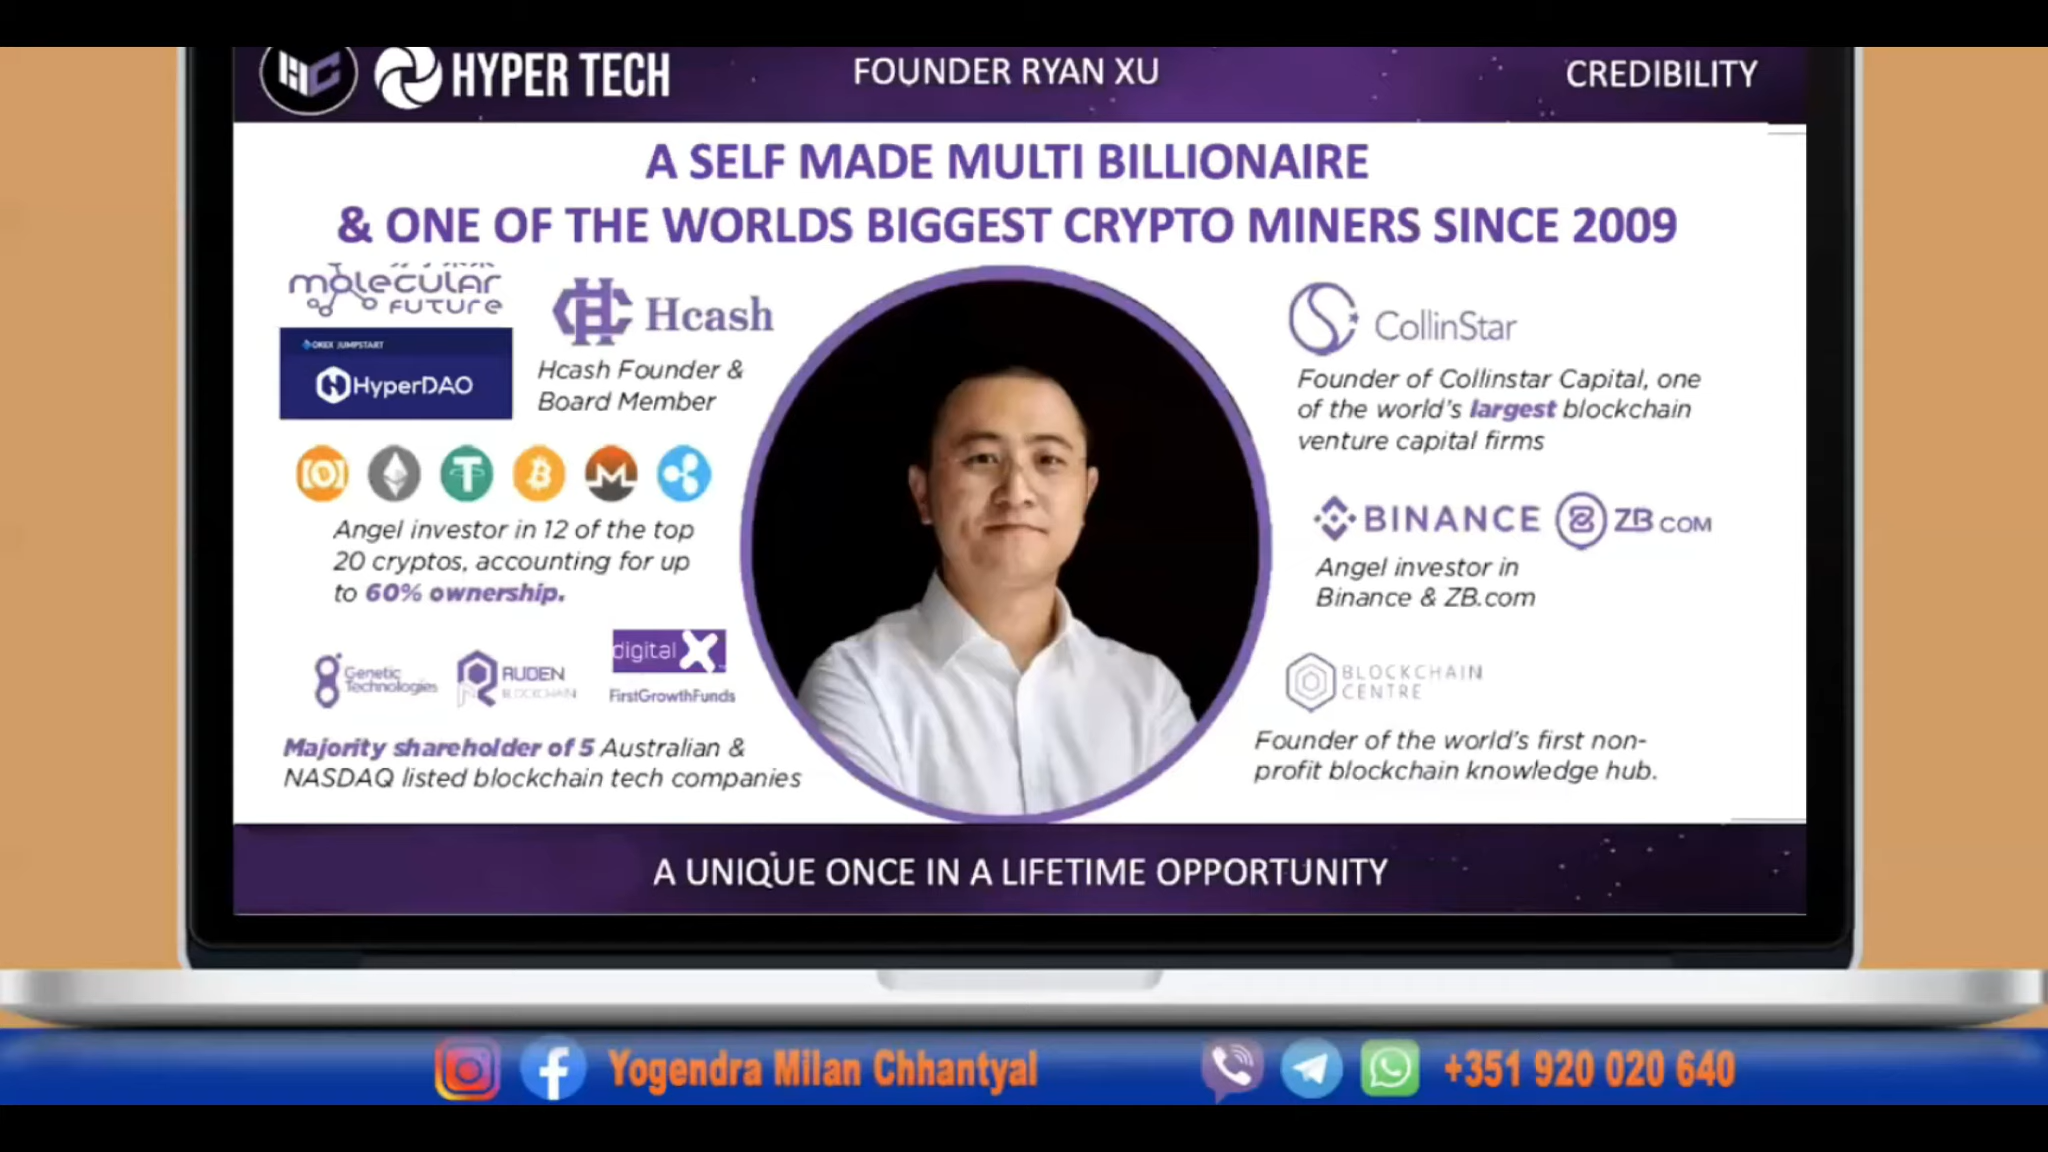 HC HYPER TECH
FOUNDER RYAN XU
CREDIBILITY
A SELF MADE MULTI BILLIONAIRE
& ONE OF THE WORLDS BIGGEST CRYPTO MINERS SINCE 2009
molecular
FUTURE
OKEX JUMPSTART
HyperDAO
Hcash
Hcash Founder &
Board Member
Angel investor in 12 of the top
20 cryptos, accounting for up
to 60% ownership.
Genetic
Technologies
RUDEN
BLOCKCHAIN
digital X
FirstGrowthFunds
Majority shareholder of 5 Australian &
NASDAQ listed blockchain tech companies
CollinStar
Founder of Collinstar Capital, one
of the world's largest blockchain
venture capital firms
BINANCE ZB.COM
Angel investor in
Binance & ZB.com
BLOCKCHAIN
CENTRE
Founder of the world's first non-
profit blockchain knowledge hub.
A UNIQUE ONCE IN A LIFETIME OPPORTUNITY
Yogendra Milan Chhantyal
+351 920 020 640